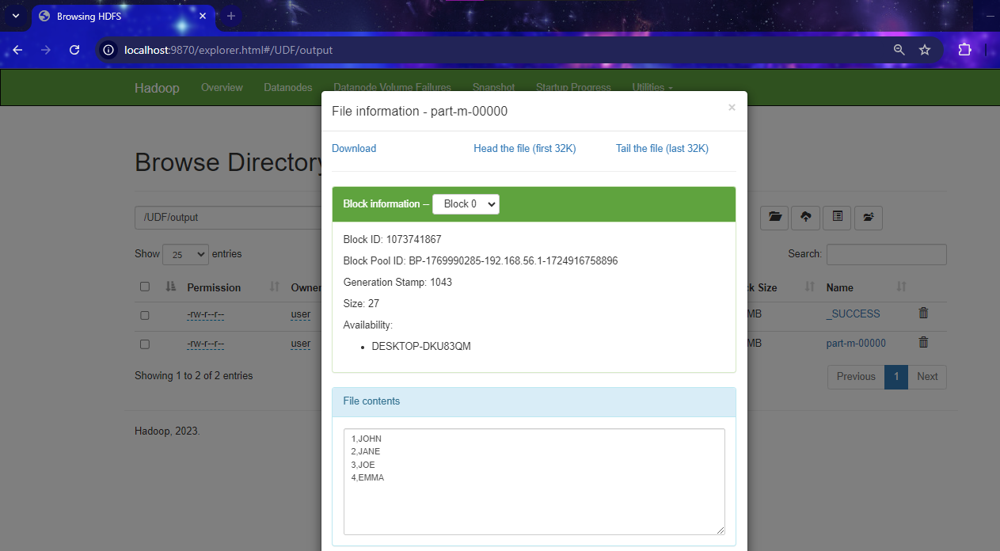 Browsing HDFS
localhost:9870/explorer.html#/UDF/output
Hadoop Overview Datanodes Datanode Volume Failures Snapshot Startup Progress Utilities
File information - part-m-00000 ×
Download Head the file (first 32K) Tail the file (last 32K)
Browse Directory
Block information -- Block 0
/UDF/output
Block ID: 1073741867
Block Pool ID: BP-1769990285-192.168.56.1-1724916758896
Generation Stamp: 1043
Size: 27
Availability:
DESKTOP-DKU83QM
Show 25 entries Search:
Permission Owner k Size Name
-rw-r--r-- user MB _SUCCESS
-rw-r--r-- user MB part-m-00000
Showing 1 to 2 of 2 entries Previous 1 Next
Hadoop, 2023.
File contents
1,JOHN
2,JANE
3,JOE
4,EMMA